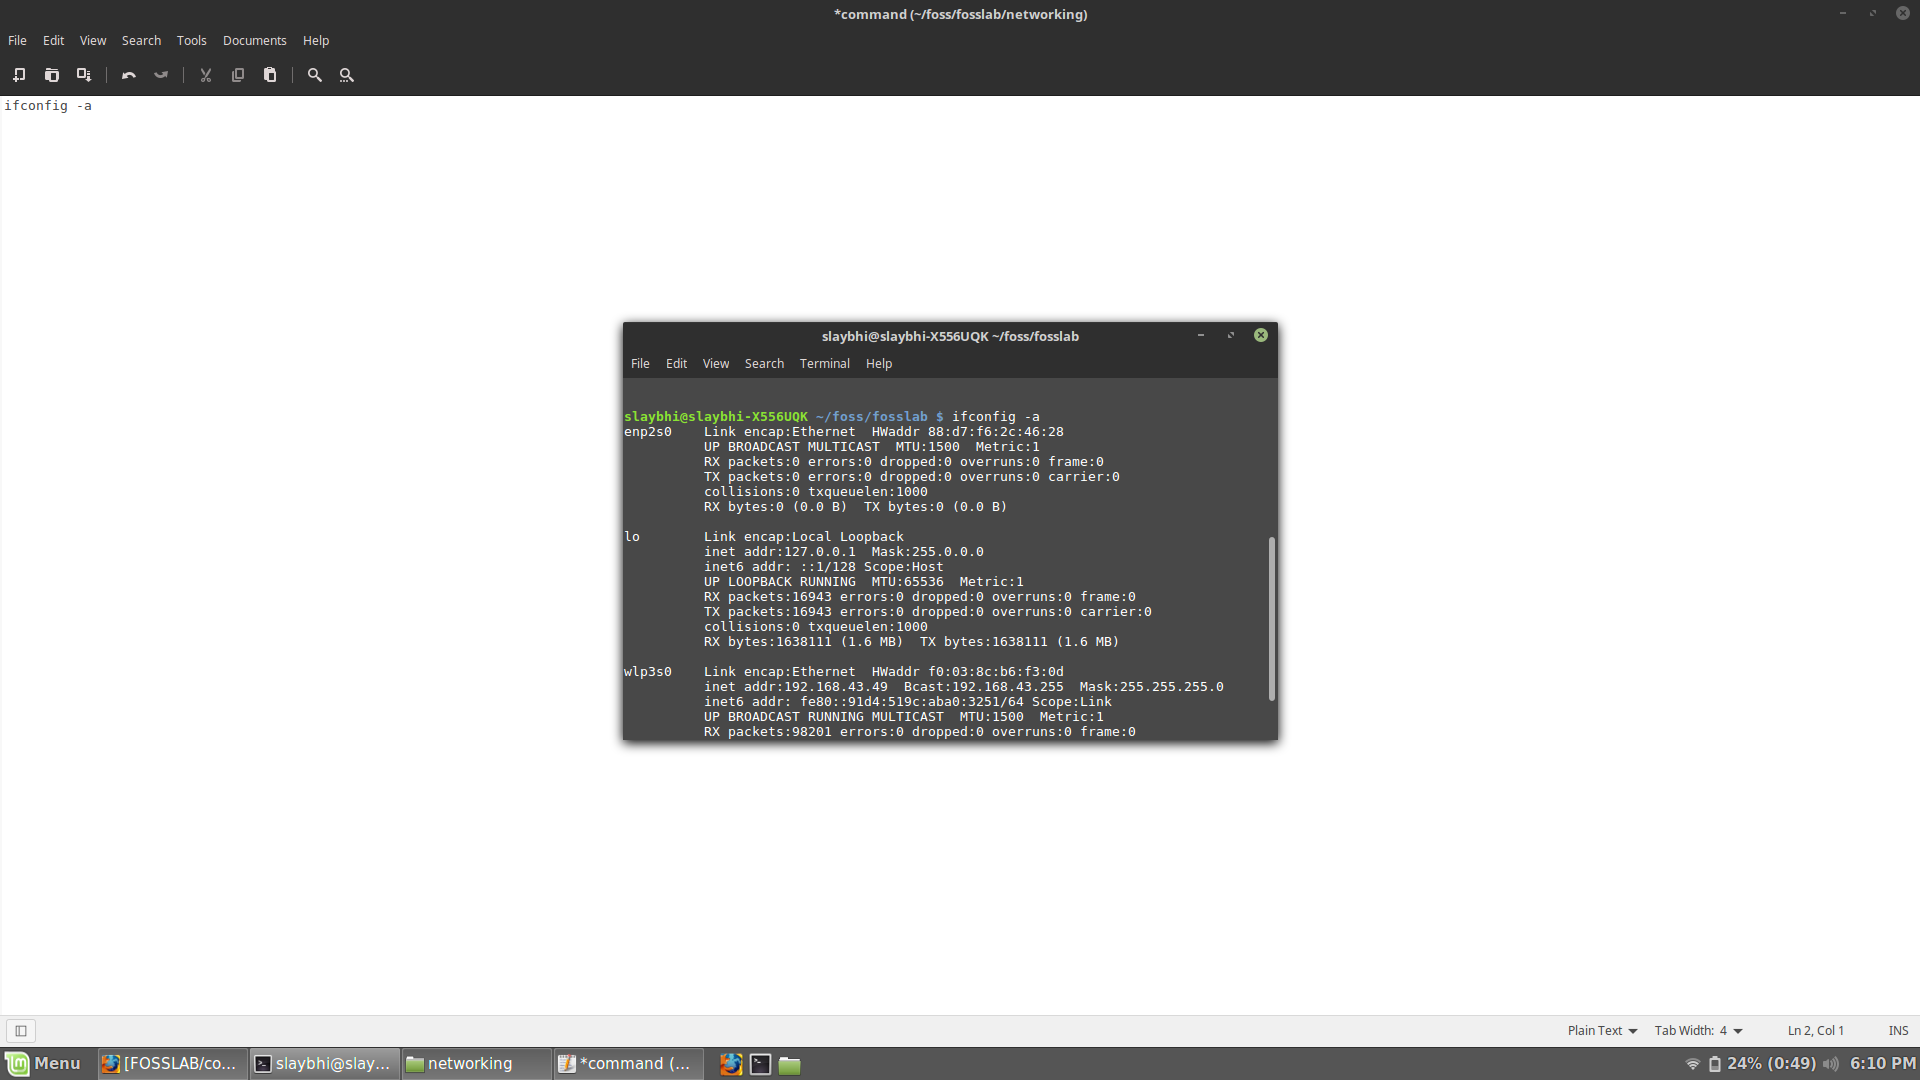 *command (~/foss/fosslab/networking)
File Edit View Search Tools Documents Help
ifconfig -a
slaybhi@slaybhi-X556UQK ~/foss/fosslab
File Edit View Search Terminal Help
slaybhi@slaybhi-X556UQK ~/foss/fosslab $ ifconfig -a
enp2s0    Link encap:Ethernet  HWaddr 88:d7:f6:2c:46:28
          UP BROADCAST MULTICAST  MTU:1500  Metric:1
          RX packets:0 errors:0 dropped:0 overruns:0 frame:0
          TX packets:0 errors:0 dropped:0 overruns:0 carrier:0
          collisions:0 txqueuelen:1000
          RX bytes:0 (0.0 B)  TX bytes:0 (0.0 B)
lo        Link encap:Local Loopback
          inet addr:127.0.0.1  Mask:255.0.0.0
          inet6 addr: ::1/128 Scope:Host
          UP LOOPBACK RUNNING  MTU:65536  Metric:1
          RX packets:16943 errors:0 dropped:0 overruns:0 frame:0
          TX packets:16943 errors:0 dropped:0 overruns:0 carrier:0
          collisions:0 txqueuelen:1000
          RX bytes:1638111 (1.6 MB)  TX bytes:1638111 (1.6 MB)
wlp3s0    Link encap:Ethernet  HWaddr f0:03:8c:b6:f3:0d
          inet addr:192.168.43.49  Bcast:192.168.43.255  Mask:255.255.255.0
          inet6 addr: fe80::91d4:519c:aba0:3251/64 Scope:Link
          UP BROADCAST RUNNING MULTICAST  MTU:1500  Metric:1
          RX packets:98201 errors:0 dropped:0 overruns:0 frame:0
Plain Text Tab Width: 4 Ln 2, Col 1 INS
Menu [FOSSLAB/co... slaybhi@slay... networking *command (... 24% (0:49) 6:10 PM